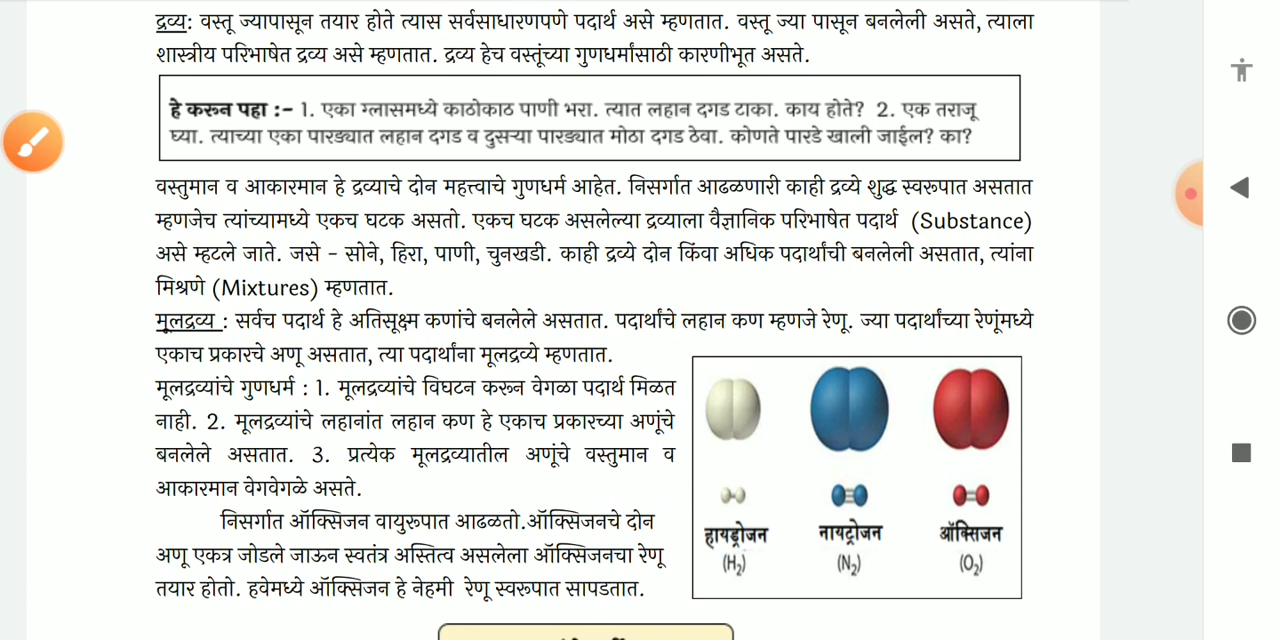 द्रव्य: वस्तू ज्यापासून तयार होते त्यास सर्वसाधारणपणे पदार्थ असे म्हणतात. वस्तू ज्या पासून बनलेली असते, त्याला
शास्त्रीय परिभाषेत द्रव्य असे म्हणतात. द्रव्य हेच वस्तूंच्या गुणधर्मांसाठी कारणीभूत असते.
हे करून पहा :- 1. एका ग्लासमध्ये काठोकाठ पाणी भरा. त्यात लहान दगड टाका. काय होते? 2. एक तराजू
घ्या. त्याच्या एका पारड्यात लहान दगड व दुसऱ्या पारड्यात मोठा दगड ठेवा. कोणते पारडे खाली जाईल? का?
वस्तुमान व आकारमान हे द्रव्याचे दोन महत्त्वाचे गुणधर्म आहेत. निसर्गात आढळणारी काही द्रव्ये शुद्ध स्वरूपात असतात
म्हणजेच त्यांच्यामध्ये एकच घटक असतो. एकच घटक असलेल्या द्रव्याला वैज्ञानिक परिभाषेत पदार्थ (Substance)
असे म्हटले जाते. जसे - सोने, हिरा, पाणी, चुनखडी. काही द्रव्ये दोन किंवा अधिक पदार्थांची बनलेली असतात, त्यांना
मिश्रणे (Mixtures) म्हणतात.
मूलद्रव्य : सर्वच पदार्थ हे अतिसूक्ष्म कणांचे बनलेले असतात. पदार्थांचे लहान कण म्हणजे रेणू. ज्या पदार्थांच्या रेणूंमध्ये
एकाच प्रकारचे अणू असतात, त्या पदार्थांना मूलद्रव्ये म्हणतात.
मूलद्रव्यांचे गुणधर्म : 1. मूलद्रव्यांचे विघटन करून वेगळा पदार्थ मिळत
नाही. 2. मूलद्रव्यांचे लहानांत लहान कण हे एकाच प्रकारच्या अणूंचे
बनलेले असतात. 3. प्रत्येक मूलद्रव्यातील अणूंचे वस्तुमान व
आकारमान वेगवेगळे असते.
निसर्गात ऑक्सिजन वायुरूपात आढळतो.ऑक्सिजनचे दोन
अणू एकत्र जोडले जाऊन स्वतंत्र अस्तित्व असलेला ऑक्सिजनचा रेणू
तयार होतो. हवेमध्ये ऑक्सिजन हे नेहमी रेणू स्वरूपात सापडतात.
हायड्रोजन नायट्रोजन ऑक्सिजन
(H₂) (N₂) (O₂)